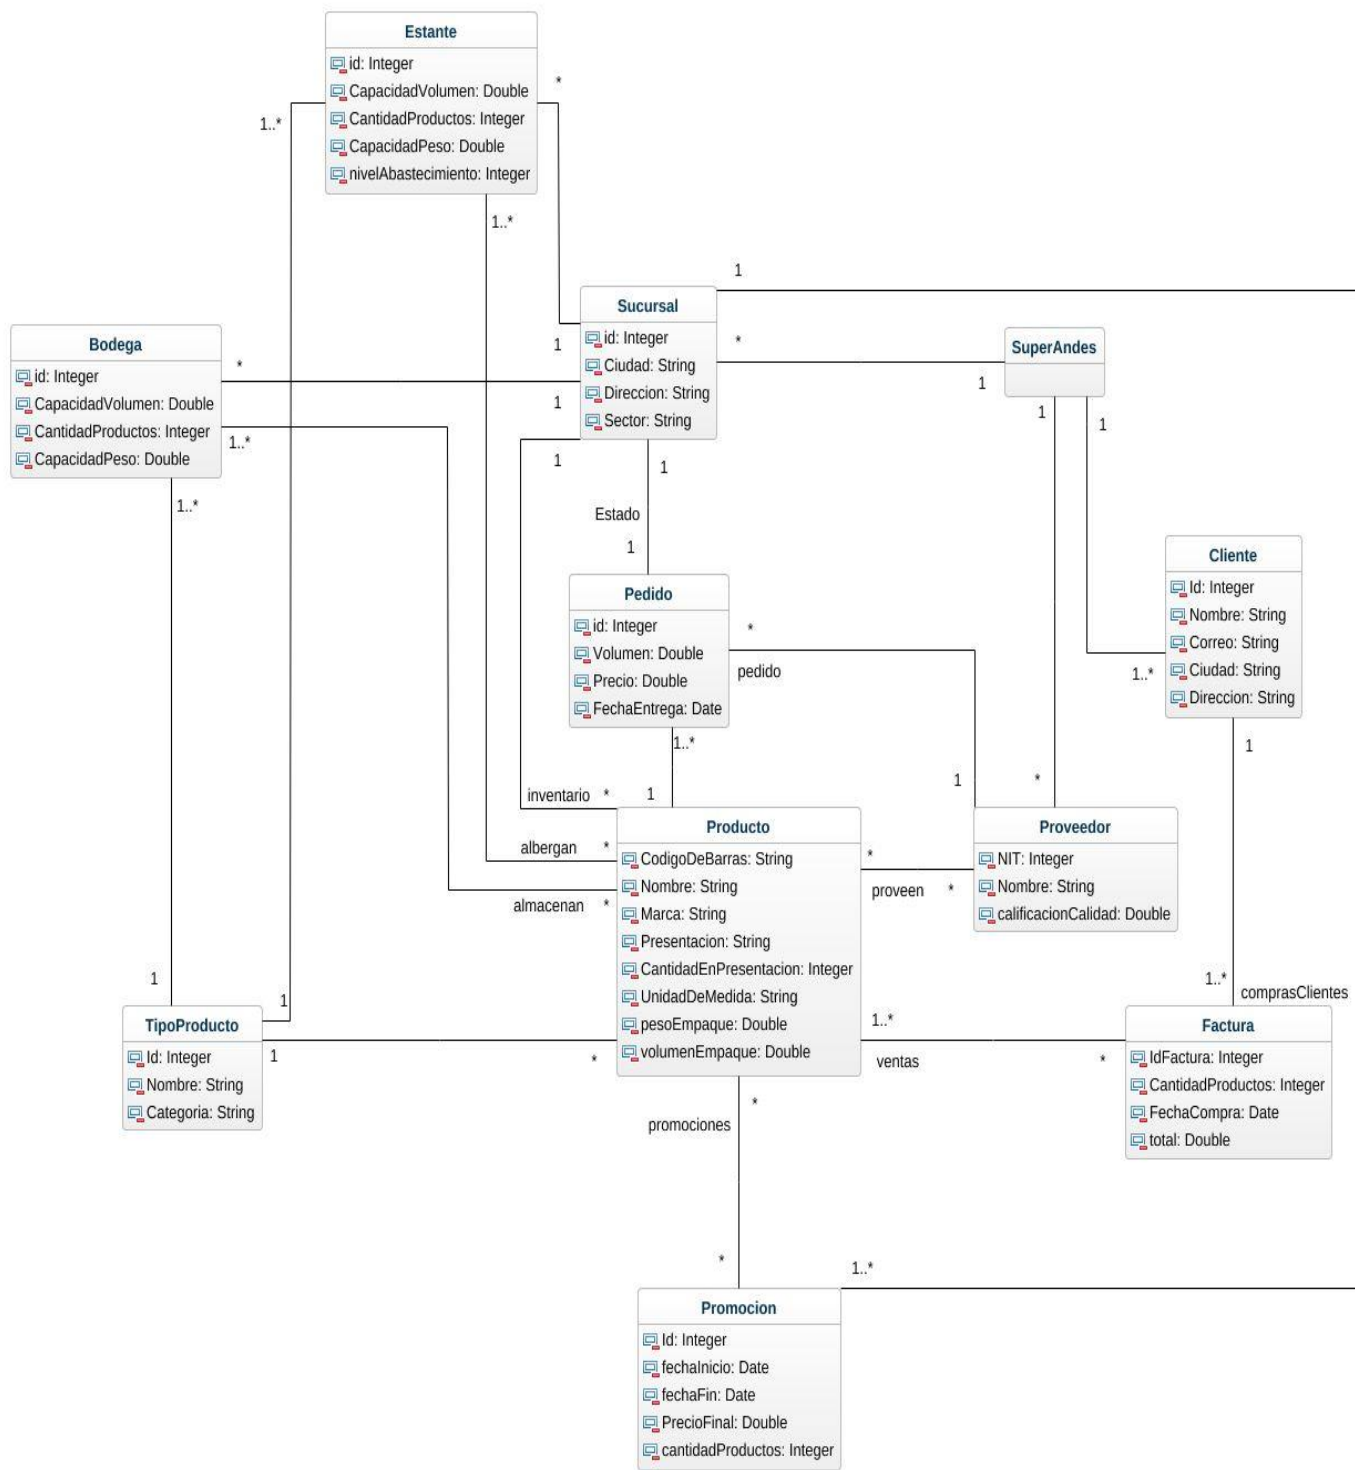 Estante
id: Integer
CapacidadVolumen: Double
CantidadProductos: Integer
CapacidadPeso: Double
nivelAbastecimiento: Integer
*
1..*
1..*
1
Sucursal
id: Integer
Ciudad: String
Direccion: String
Sector: String
*
1
SuperAndes
1
1
1
Bodega
id: Integer
CapacidadVolumen: Double
CantidadProductos: Integer
CapacidadPeso: Double
*
1
1..*
1..*
1
1
Estado
1
Pedido
id: Integer
Volumen: Double
Precio: Double
FechaEntrega: Date
*
pedido
1..*
1
1
Cliente
Id: Integer
Nombre: String
Correo: String
Ciudad: String
Direccion: String
1..*
1
*
inventario *
albergan *
almacenan *
Producto
CodigoDeBarras: String
Nombre: String
Marca: String
Presentacion: String
CantidadEnPresentacion: Integer
UnidadDeMedida: String
pesoEmpaque: Double
volumenEmpaque: Double
*
proveen *
Proveedor
NIT: Integer
Nombre: String
calificacionCalidad: Double
1..*
comprasClientes
1
1
TipoProducto
Id: Integer
Nombre: String
Categoria: String
1
*
1..*
ventas
*
Factura
IdFactura: Integer
CantidadProductos: Integer
FechaCompra: Date
total: Double
*
promociones
*
1..*
Promocion
Id: Integer
fechaInicio: Date
fechaFin: Date
PrecioFinal: Double
cantidadProductos: Integer